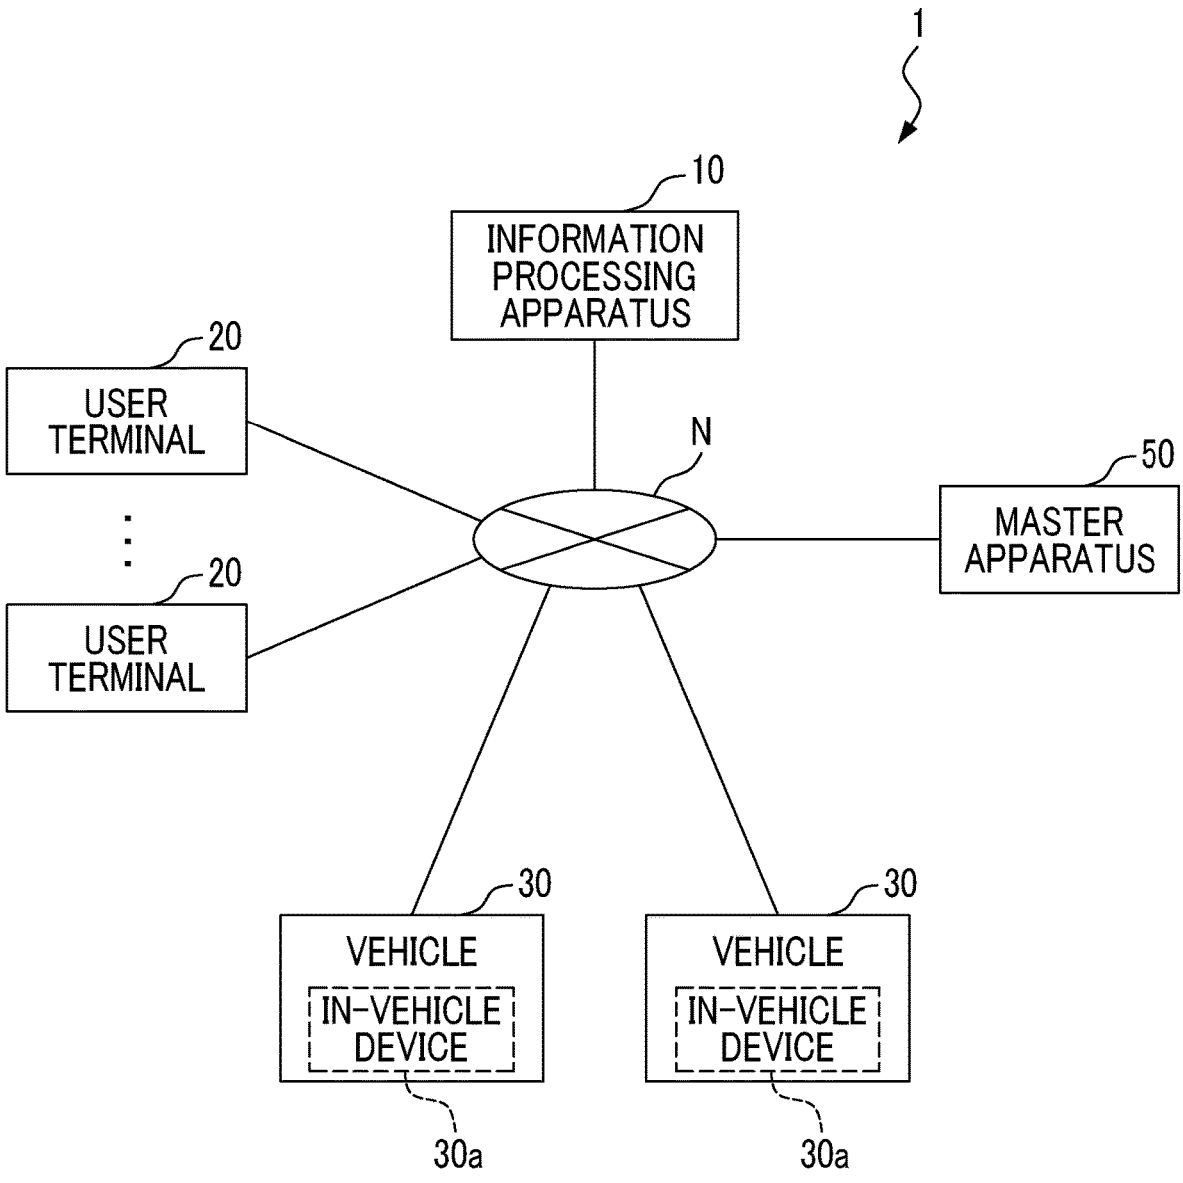 1
10
INFORMATION
PROCESSING
APPARATUS
20
USER
TERMINAL
N
50
MASTER
APPARATUS
20
USER
TERMINAL
30
VEHICLE
IN-VEHICLE
DEVICE
30a
30
VEHICLE
IN-VEHICLE
DEVICE
30a